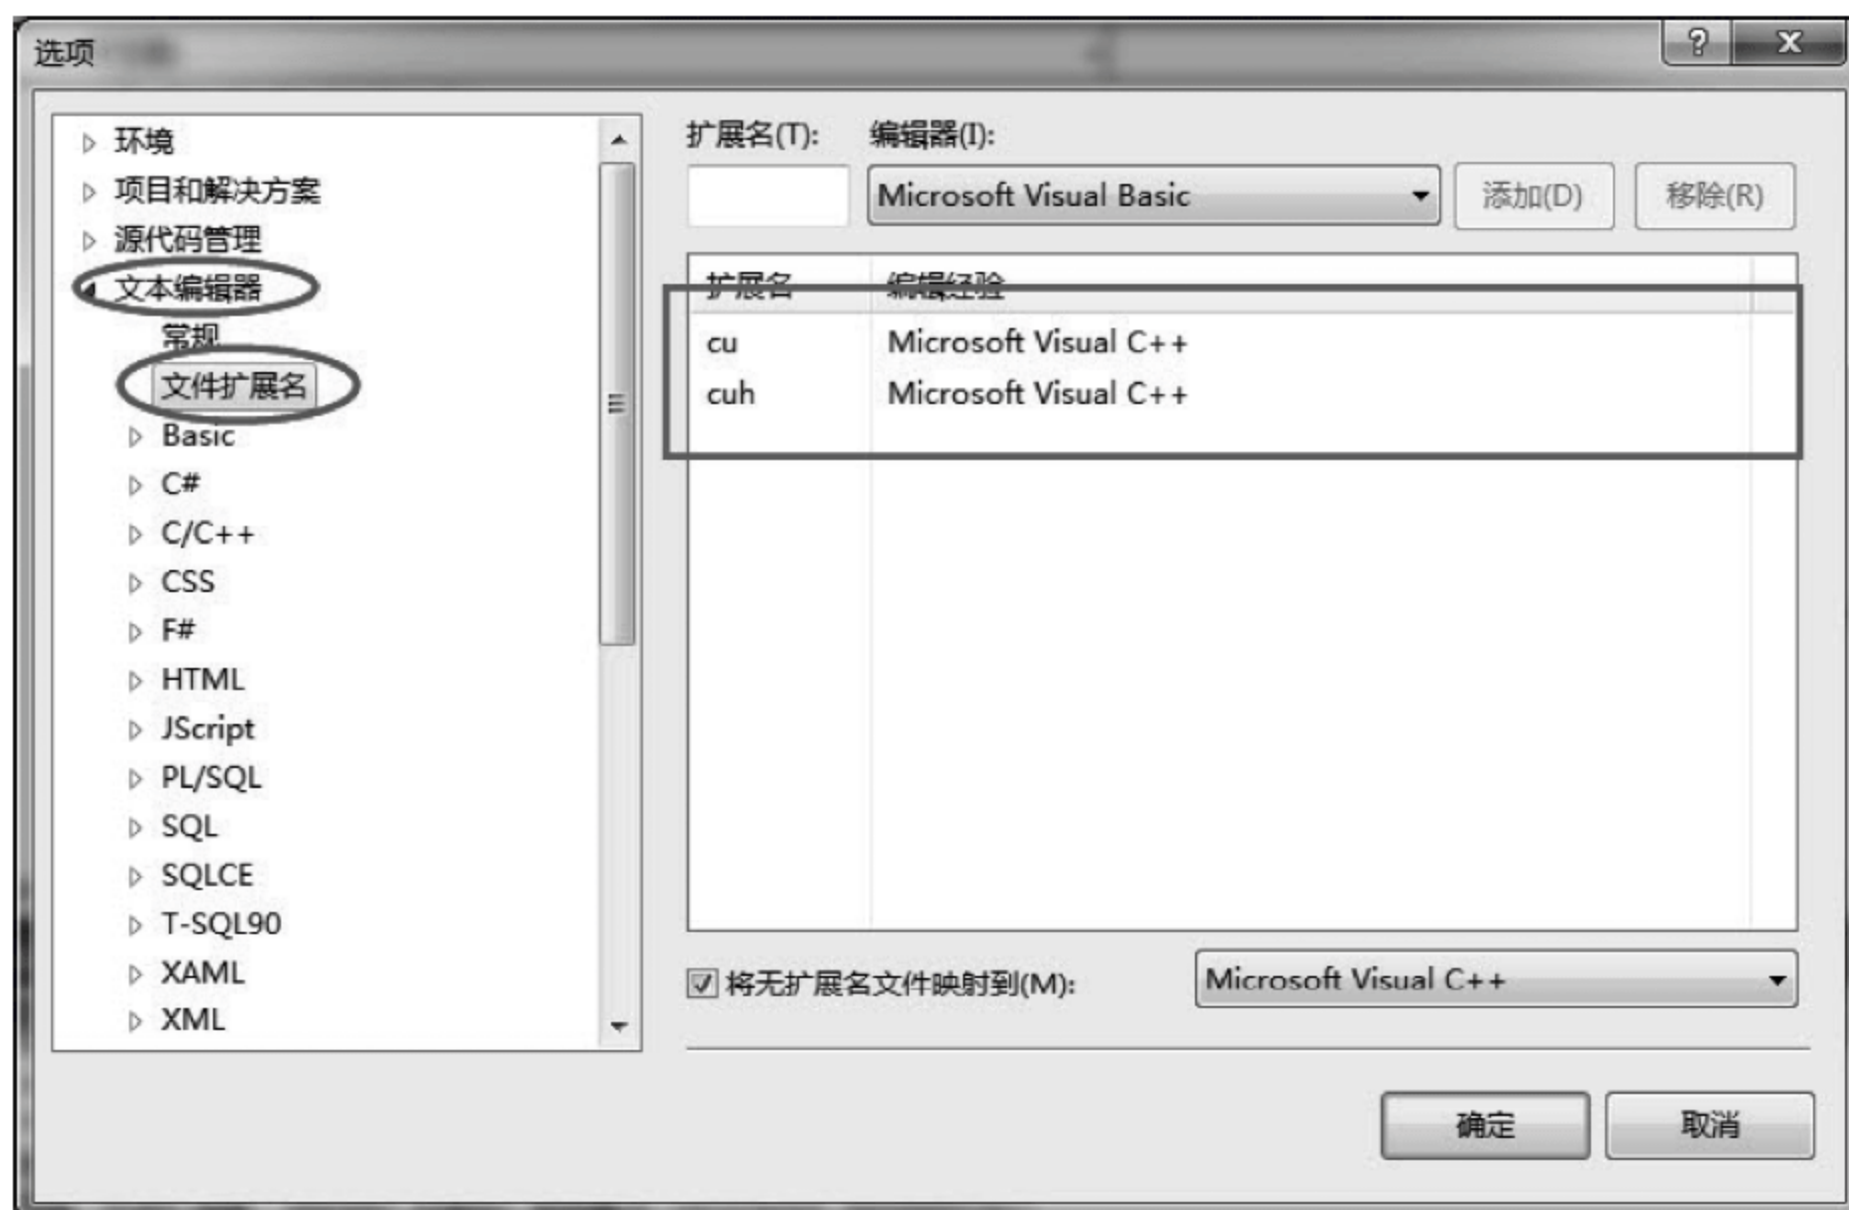 选项
环境
项目和解决方案
源代码管理
文本编辑器
常规
文件扩展名
Basic
C#
C/C++
CSS
F#
HTML
JScript
PL/SQL
SQL
SQLCE
T-SQL90
XAML
XML
扩展名(T): 编辑器(I):
Microsoft Visual Basic 添加(D) 移除(R)
扩展名 编辑经验
cu Microsoft Visual C++
cuh Microsoft Visual C++
将无扩展名文件映射到(M): Microsoft Visual C++
确定 取消